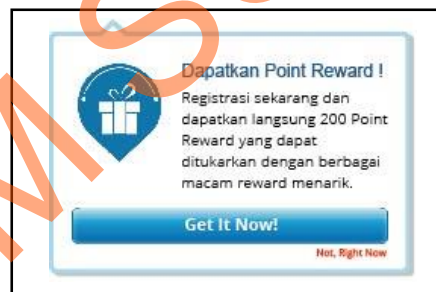 Dapatkan Point Reward !
Registrasi sekarang dan
dapatkan langsung 200 Point
Reward yang dapat
ditukarkan dengan berbagai
macam reward menarik.
Get It Now!
Not, Right Now